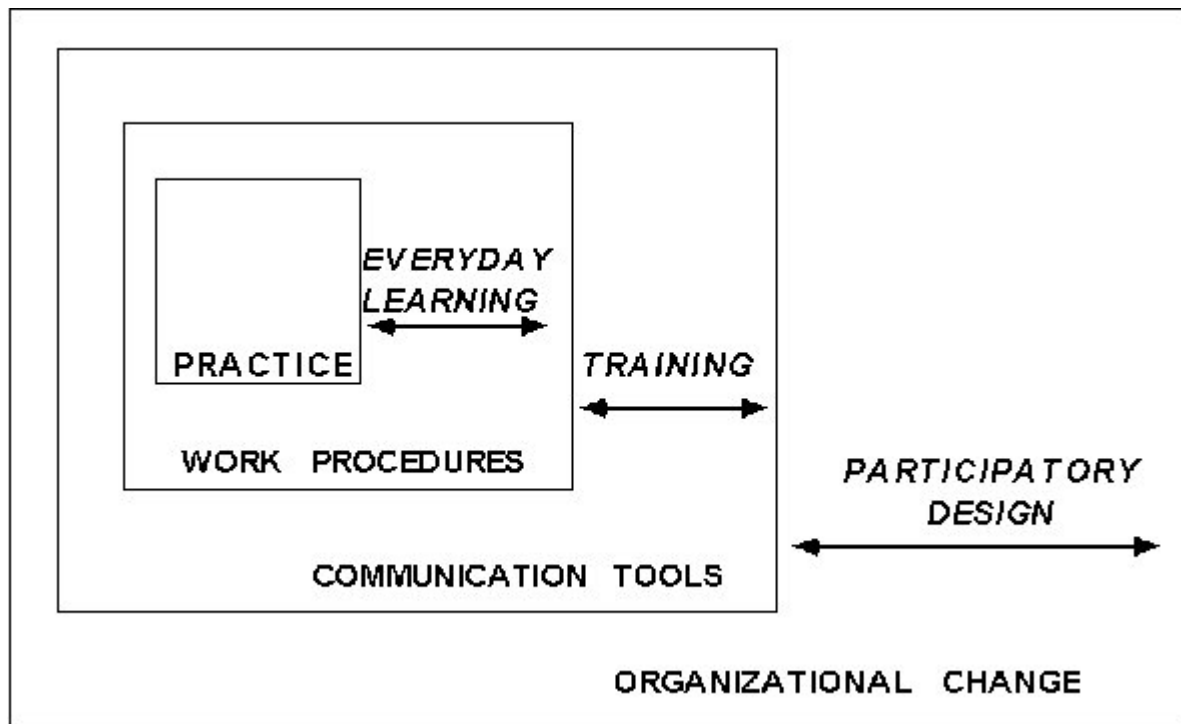 EVERYDAY
LEARNING
PRACTICE
TRAINING
WORK PROCEDURES
PARTICIPATORY
DESIGN
COMMUNICATION TOOLS
ORGANIZATIONAL CHANGE